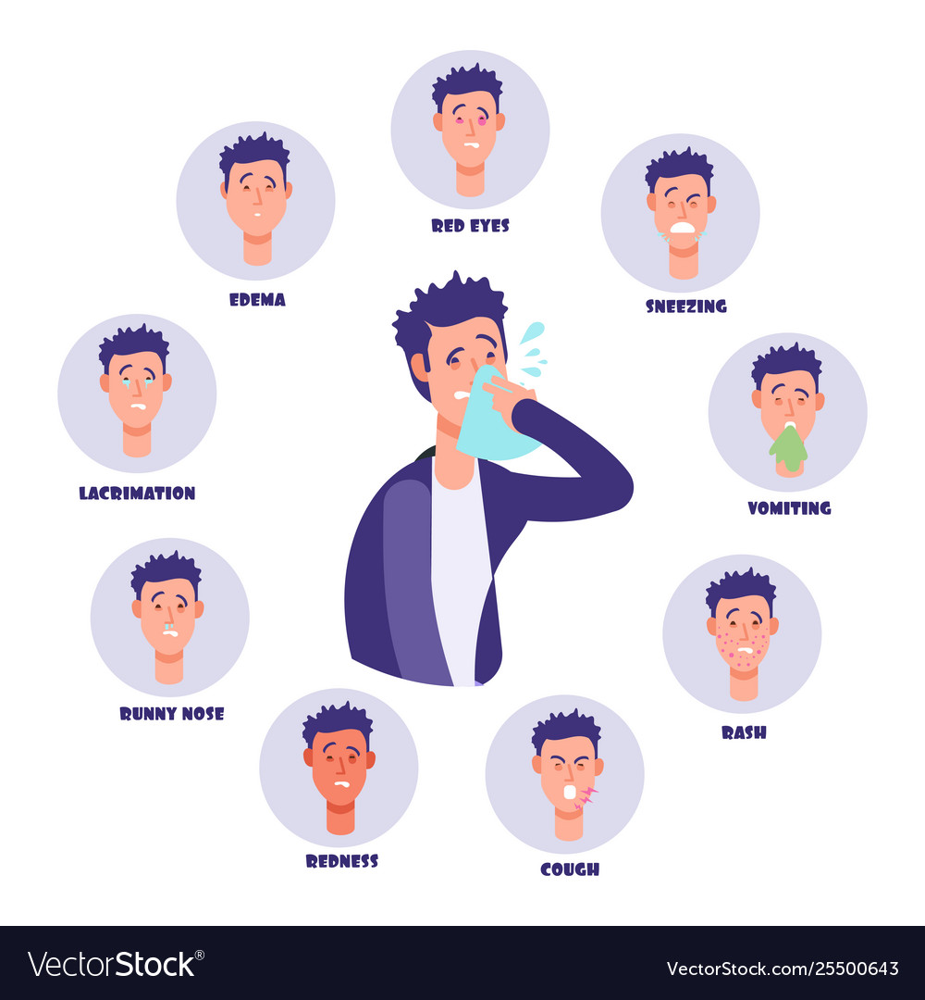 RED EYES
EDEMA
SNEEZING
LACRIMATION
VOMITING
RUNNY NOSE
RASH
REDNESS
COUGH
VectorStock®
VectorStock.com/25500643